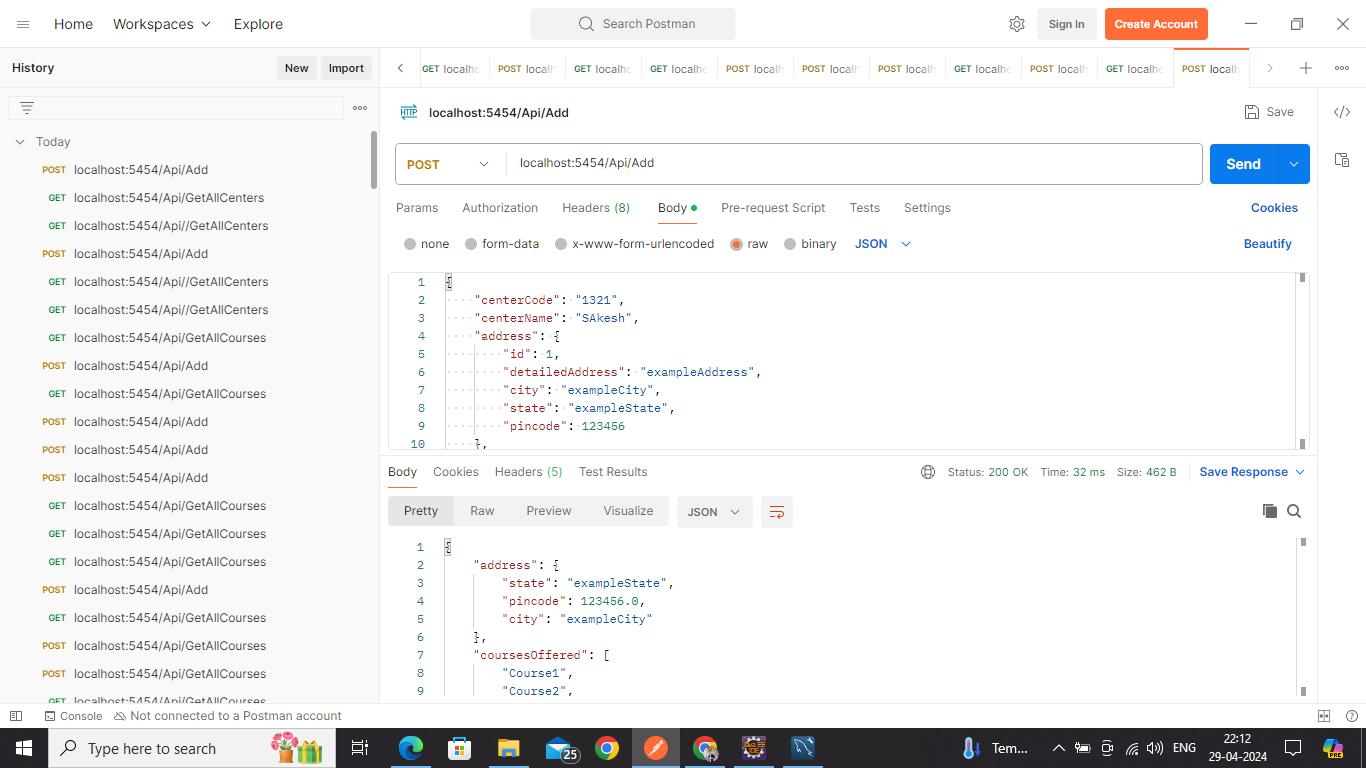 Home Workspaces Explore Search Postman Sign In Create Account
History New Import
GET localho POST localh GET localho GET localho POST localh POST localh POST localh GET localho POST localh GET localho POST localh
HTTP localhost:5454/Api/Add Save
Today
POST localhost:5454/Api/Add
GET localhost:5454/Api/GetAllCenters
GET localhost:5454/Api//GetAllCenters
POST localhost:5454/Api/Add
GET localhost:5454/Api//GetAllCenters
GET localhost:5454/Api//GetAllCenters
GET localhost:5454/Api/GetAllCourses
POST localhost:5454/Api/Add
GET localhost:5454/Api/GetAllCourses
POST localhost:5454/Api/Add
POST localhost:5454/Api/Add
POST localhost:5454/Api/Add
GET localhost:5454/Api/GetAllCourses
GET localhost:5454/Api/GetAllCourses
GET localhost:5454/Api/GetAllCourses
POST localhost:5454/Api/Add
GET localhost:5454/Api/GetAllCourses
POST localhost:5454/Api/GetAllCourses
POST localhost:5454/Api/GetAllCourses
GET localhost:5454/Api/GetAllCourses
POST localhost:5454/Api/Add Send
Params Authorization Headers (8) Body Pre-request Script Tests Settings Cookies
none form-data x-www-form-urlencoded raw binary JSON Beautify
1 {
2 "centerCode": "1321",
3 "centerName": "SAkesh",
4 "address": {
5 "id": 1,
6 "detailedAddress": "exampleAddress",
7 "city": "exampleCity",
8 "state": "exampleState",
9 "pincode": 123456
10 },
Body Cookies Headers (5) Test Results Status: 200 OK Time: 32 ms Size: 462 B Save Response
Pretty Raw Preview Visualize JSON
1 {
2 "address": {
3 "state": "exampleState",
4 "pincode": 123456.0,
5 "city": "exampleCity"
6 },
7 "coursesOffered": [
8 "Course1",
9 "Course2",
Console Not connected to a Postman account
Type here to search 25 Tem... ENG 22:12
29-04-2024